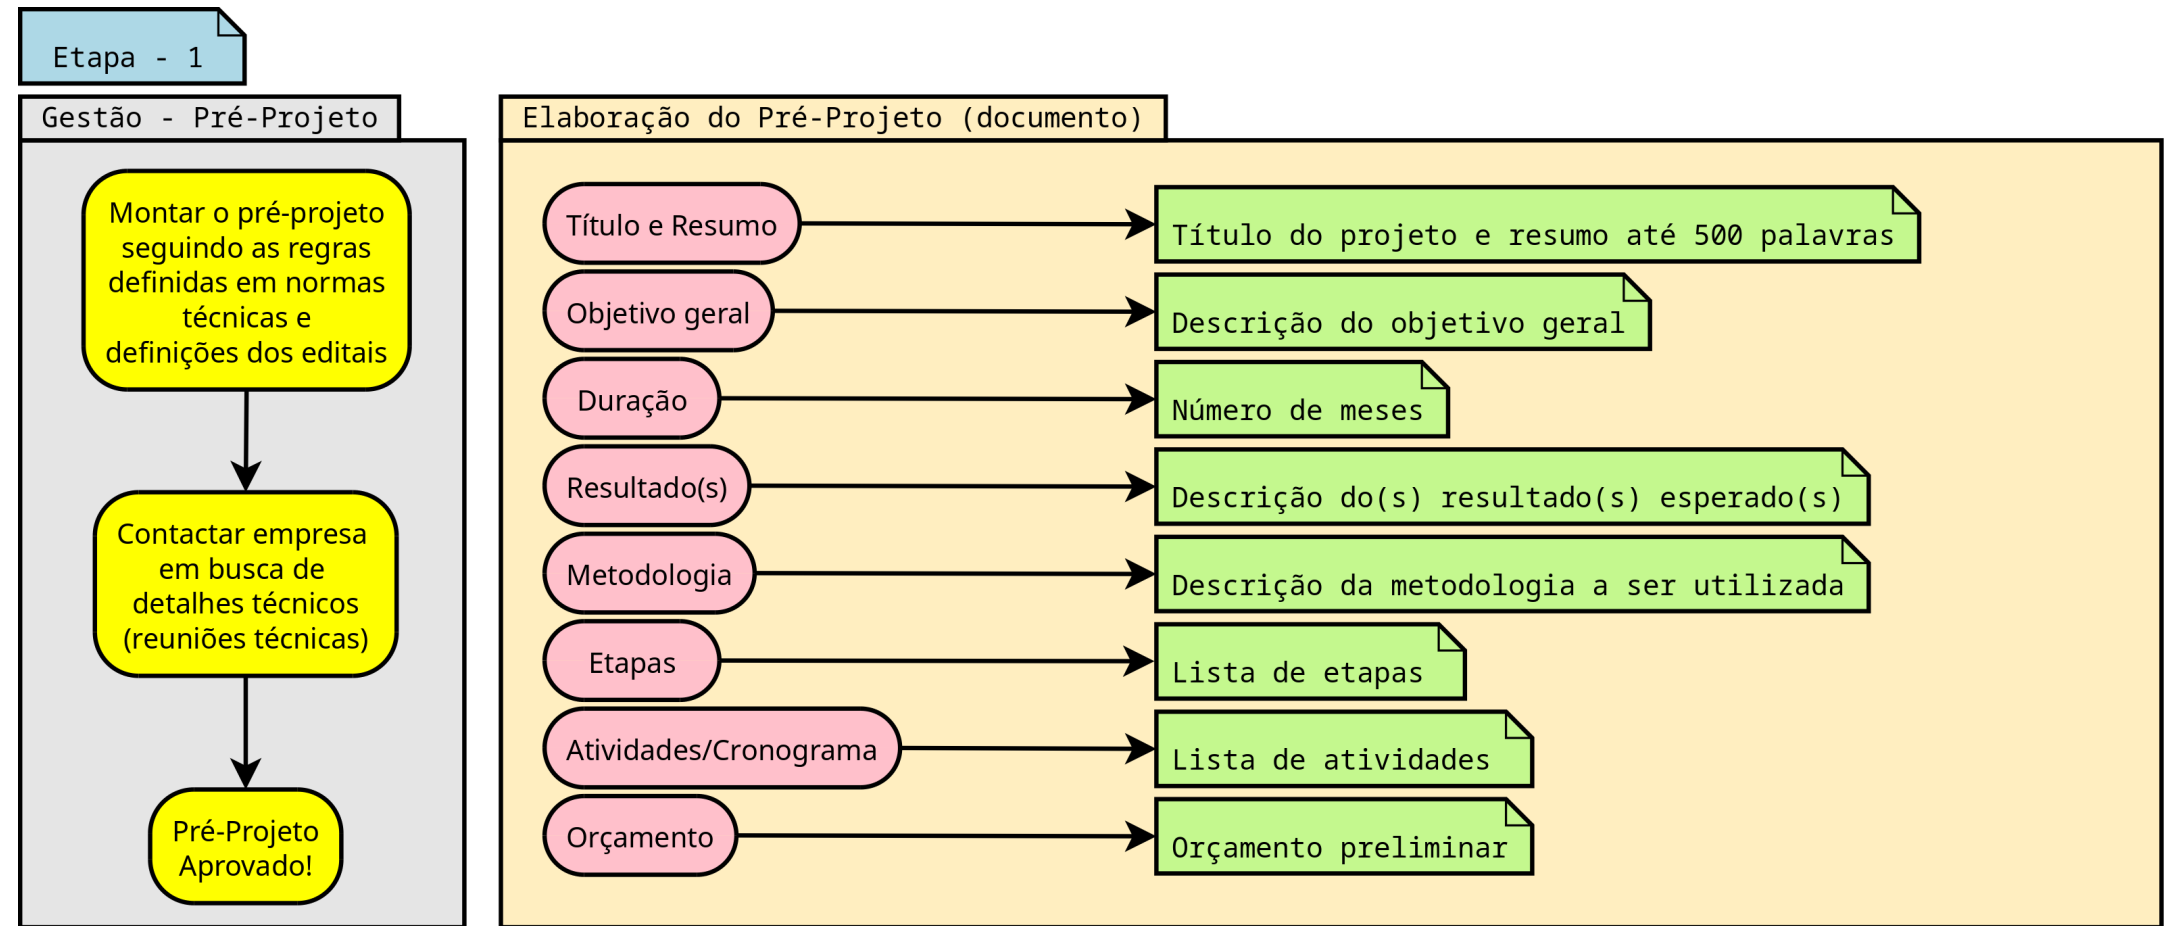 Etapa - 1
Gestão - Pré-Projeto
Montar o pré-projeto
seguindo as regras
definidas em normas
técnicas e
definições dos editais
Contactar empresa
em busca de
detalhes técnicos
(reuniões técnicas)
Pré-Projeto
Aprovado!
Elaboração do Pré-Projeto (documento)
Título e Resumo
Título do projeto e resumo até 500 palavras
Objetivo geral
Descrição do objetivo geral
Duração
Número de meses
Resultado(s)
Descrição do(s) resultado(s) esperado(s)
Metodologia
Descrição da metodologia a ser utilizada
Etapas
Lista de etapas
Atividades/Cronograma
Lista de atividades
Orçamento
Orçamento preliminar